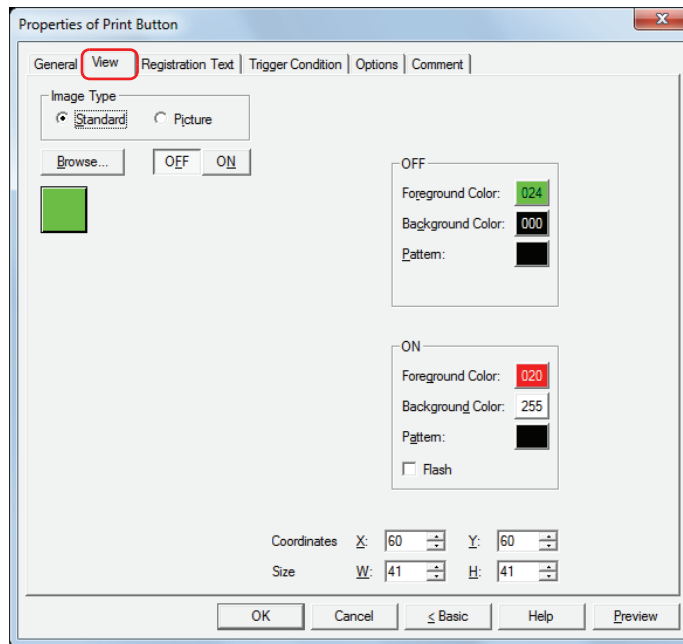 Properties of Print Button
x
General View Registration Text Trigger Condition Options Comment
Image Type
Standard Picture
Browse... OFF ON
OFF
Foreground Color: 024
Background Color: 000
Pattern:
ON
Foreground Color: 020
Background Color: 255
Pattern:
Flash
Coordinates X: 60 Y: 60
Size W: 41 H: 41
OK Cancel < Basic Help Preview